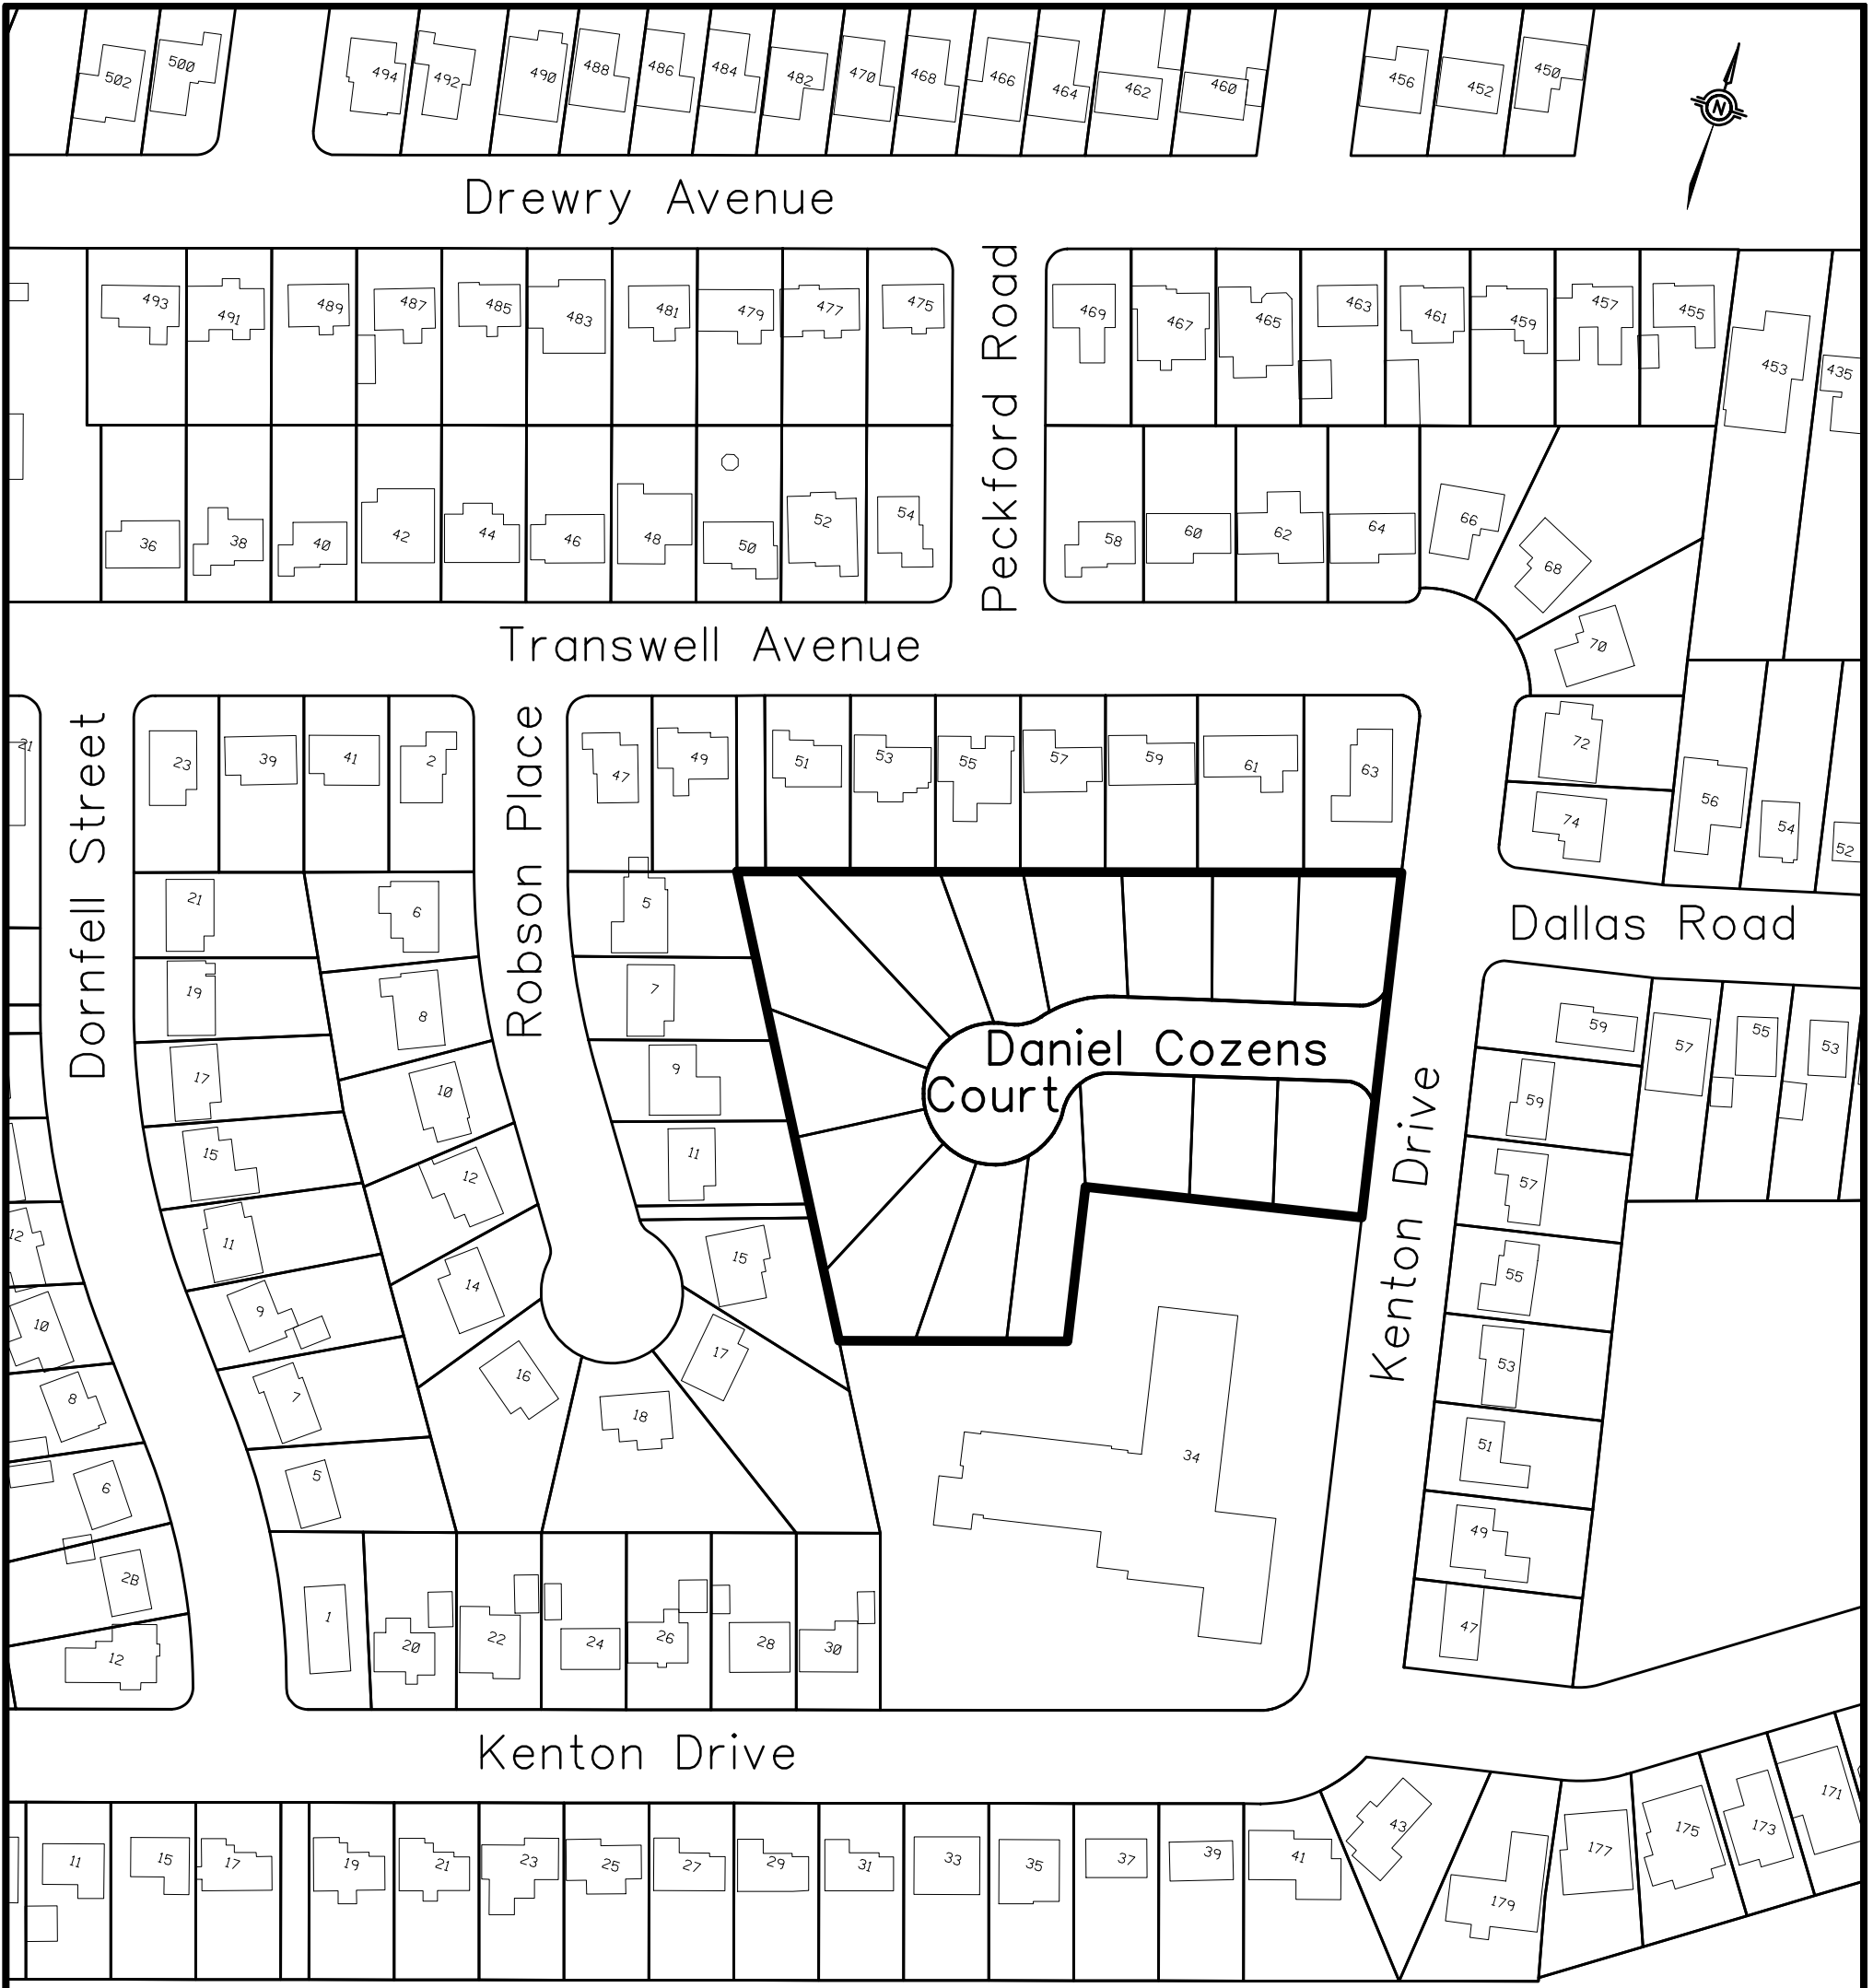 502 500 494 492 490 488 486 484 482 470 468 466 464 462 460 456 452 450
N
Drewry Avenue
493 491 489 487 485 483 481 479 477 475
Peckford Road
469 467 465 463 461 459 457 455 453 435
36 38 40 42 44 46 48 50 52 54
58 60 62 64 66 68 70
Transwell Avenue
21
Dornfell Street
23 39 41 2
Robson Place
47 49 51 53 55 57 59 61 63
72 74 56 54 52
Dallas Road
21 19 17 15 11 9 7 5
6 8 10 12 14 16 18
5 7 9 11 15 17
Daniel Cozens
Court
Kenton Drive
59 57 55 53
59 57 55 53 51 49 47
34
12 10 8 6 2B 12
1 20 22 24 26 28 30
Kenton Drive
11 15 17 19 21 23 25 27 29 31 33 35 37 39 41 43 179 177 175 173 171